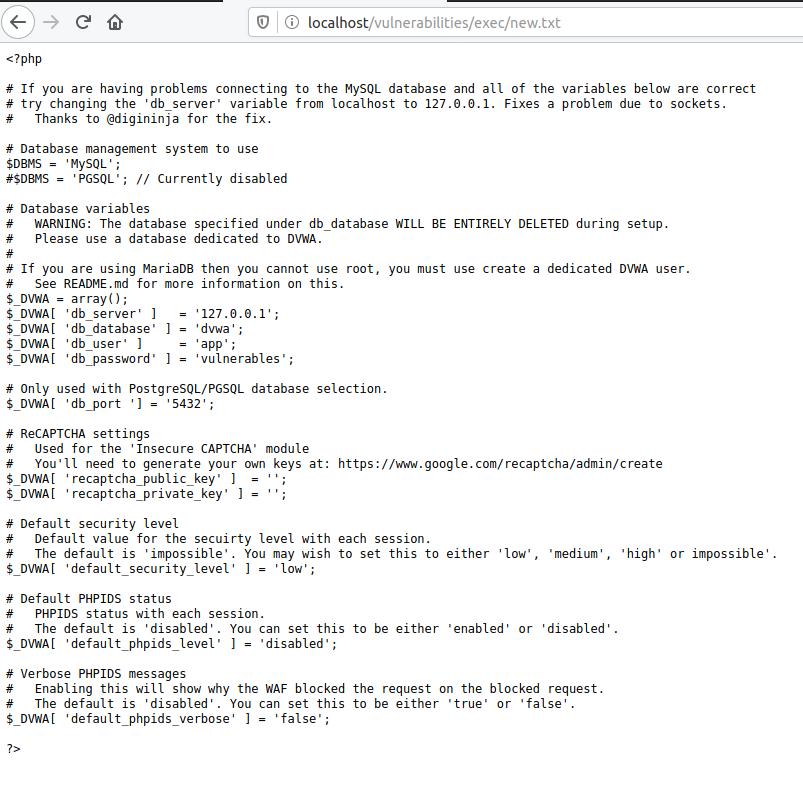 localhost/vulnerabilities/exec/new.txt
<?php
# If you are having problems connecting to the MySQL database and all of the variables below are correct
# try changing the 'db_server' variable from localhost to 127.0.0.1. Fixes a problem due to sockets.
#   Thanks to @digininja for the fix.
# Database management system to use
$DBMS = 'MySQL';
#$DBMS = 'PGSQL'; // Currently disabled
# Database variables
#   WARNING: The database specified under db_database WILL BE ENTIRELY DELETED during setup.
#   Please use a database dedicated to DVWA.
#
# If you are using MariaDB then you cannot use root, you must use create a dedicated DVWA user.
#   See README.md for more information on this.
$_DVWA = array();
$_DVWA[ 'db_server' ]   = '127.0.0.1';
$_DVWA[ 'db_database' ] = 'dvwa';
$_DVWA[ 'db_user' ]     = 'app';
$_DVWA[ 'db_password' ] = 'vulnerables';
# Only used with PostgreSQL/PGSQL database selection.
$_DVWA[ 'db_port '] = '5432';
# ReCAPTCHA settings
#   Used for the 'Insecure CAPTCHA' module
#   You'll need to generate your own keys at: https://www.google.com/recaptcha/admin/create
$_DVWA[ 'recaptcha_public_key' ]  = '';
$_DVWA[ 'recaptcha_private_key' ] = '';
# Default security level
#   Default value for the secuirty level with each session.
#   The default is 'impossible'. You may wish to set this to either 'low', 'medium', 'high' or impossible'.
$_DVWA[ 'default_security_level' ] = 'low';
# Default PHPIDS status
#   PHPIDS status with each session.
#   The default is 'disabled'. You can set this to be either 'enabled' or 'disabled'.
$_DVWA[ 'default_phpids_level' ] = 'disabled';
# Verbose PHPIDS messages
#   Enabling this will show why the WAF blocked the request on the blocked request.
#   The default is 'disabled'. You can set this to be either 'true' or 'false'.
$_DVWA[ 'default_phpids_verbose' ] = 'false';
?>